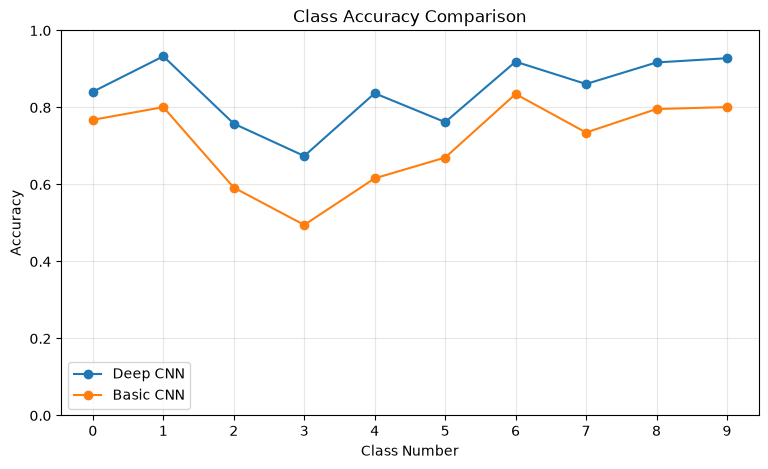 Class Accuracy Comparison
1.0
0.8
0.6
0.4
0.2
0.0
Accuracy
Deep CNN
Basic CNN
0 1 2 3 4 5 6 7 8 9
Class Number